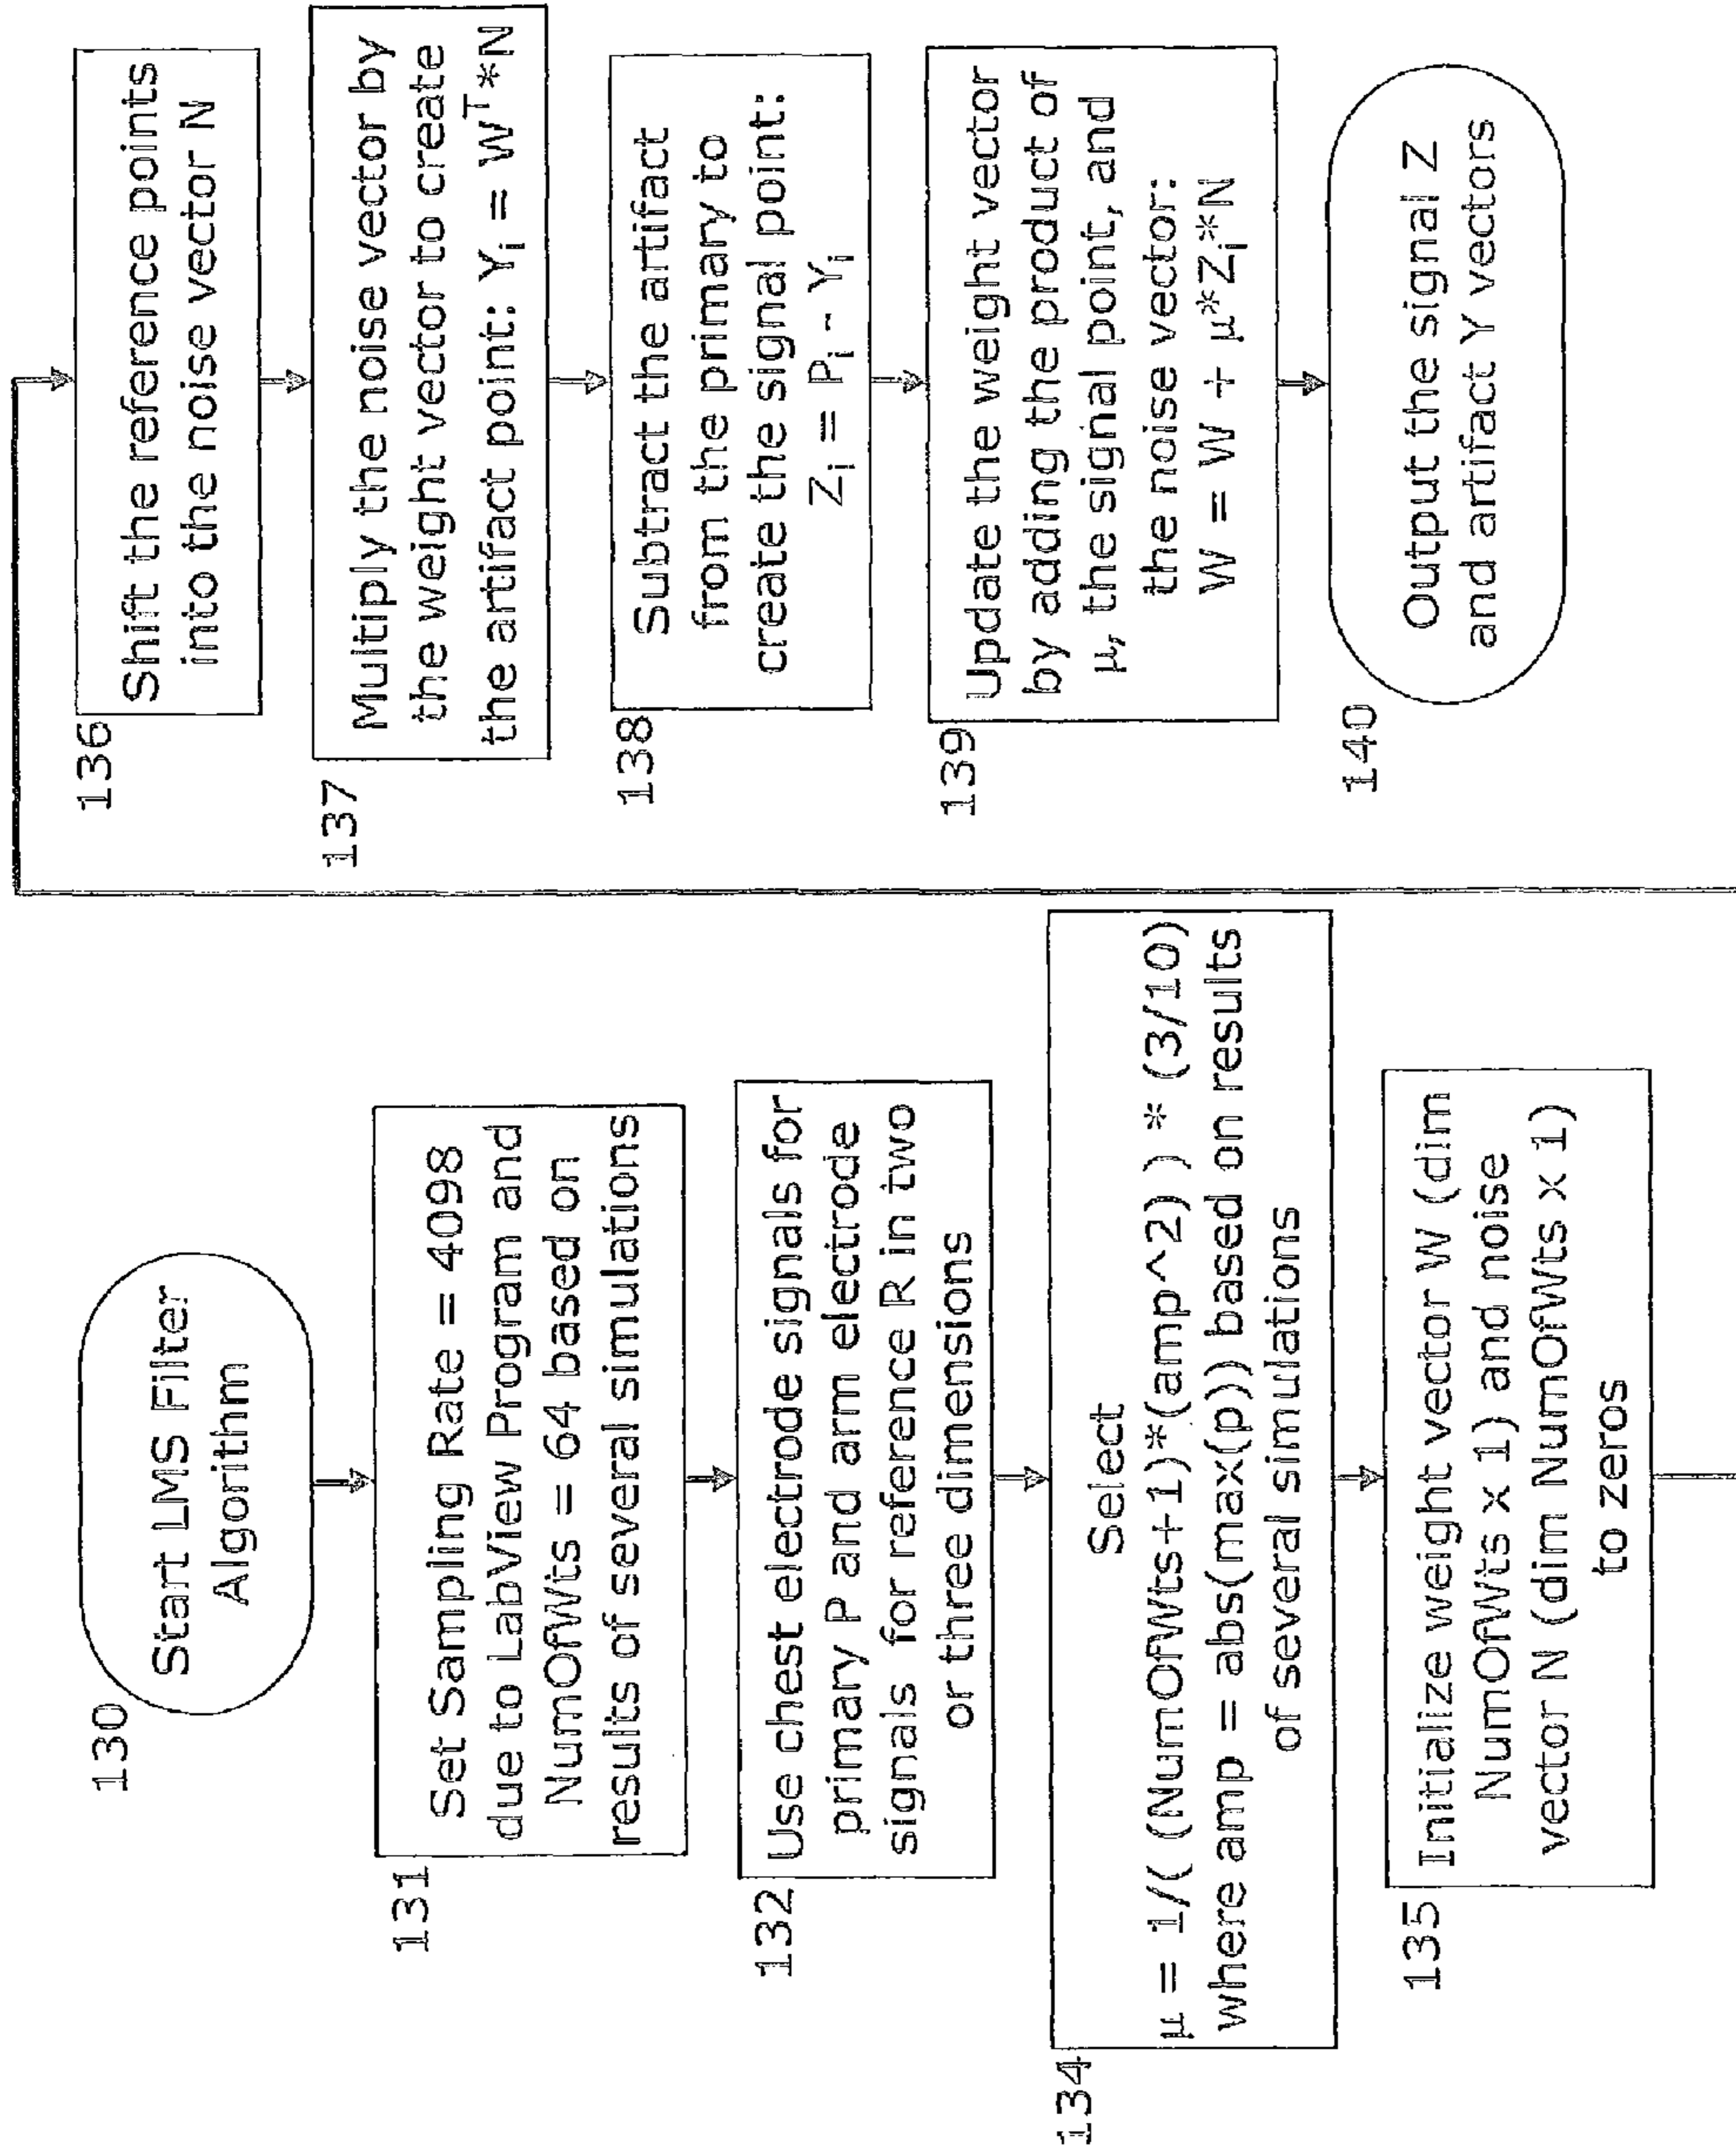 130
Start LMS Filter
Algorithm
131
Set Sampling Rate = 4098
due to LabView Program and
NumOfWts = 64 based on
results of several simulations
132
Use chest electrode signals for
primary P and arm electrode
signals for reference R in two
or three dimensions
134
Select
µ = 1/( (NumOfWts+1)*(amp^2) ) * (3/10)
where amp = abs(max(p)) based on results
of several simulations
135
Initialize weight vector W (dim
NumOfWts x 1) and noise
vector N (dim NumOfWts x 1)
to zeros
136
Shift the reference points
into the noise vector N
137
Multiply the noise vector by
the weight vector to create
the artifact point: Yᵢ = Wᵀ*N
138
Subtract the artifact
from the primary to
create the signal point:
Zᵢ = Pᵢ - Yᵢ
139
Update the weight vector
by adding the product of
µ, the signal point, and
the noise vector:
W = W + µ*Zᵢ*N
140
Output the signal Z
and artifact Y vectors